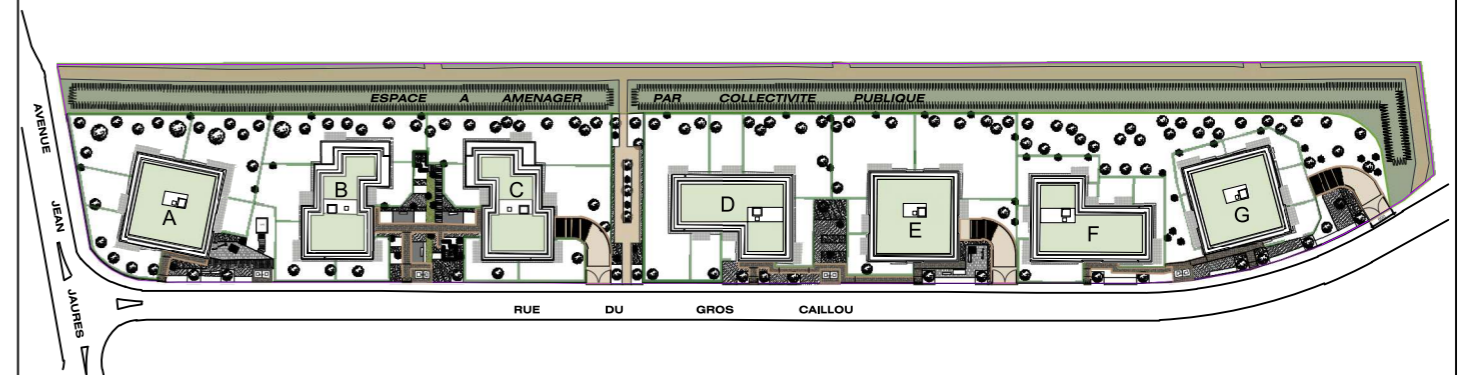 ESPACE A AMENAGER PAR COLLECTIVITE PUBLIQUE
AVENUE JEAN JAURES
A
B
C
D
E
F
G
RUE DU GROS CAILLOU